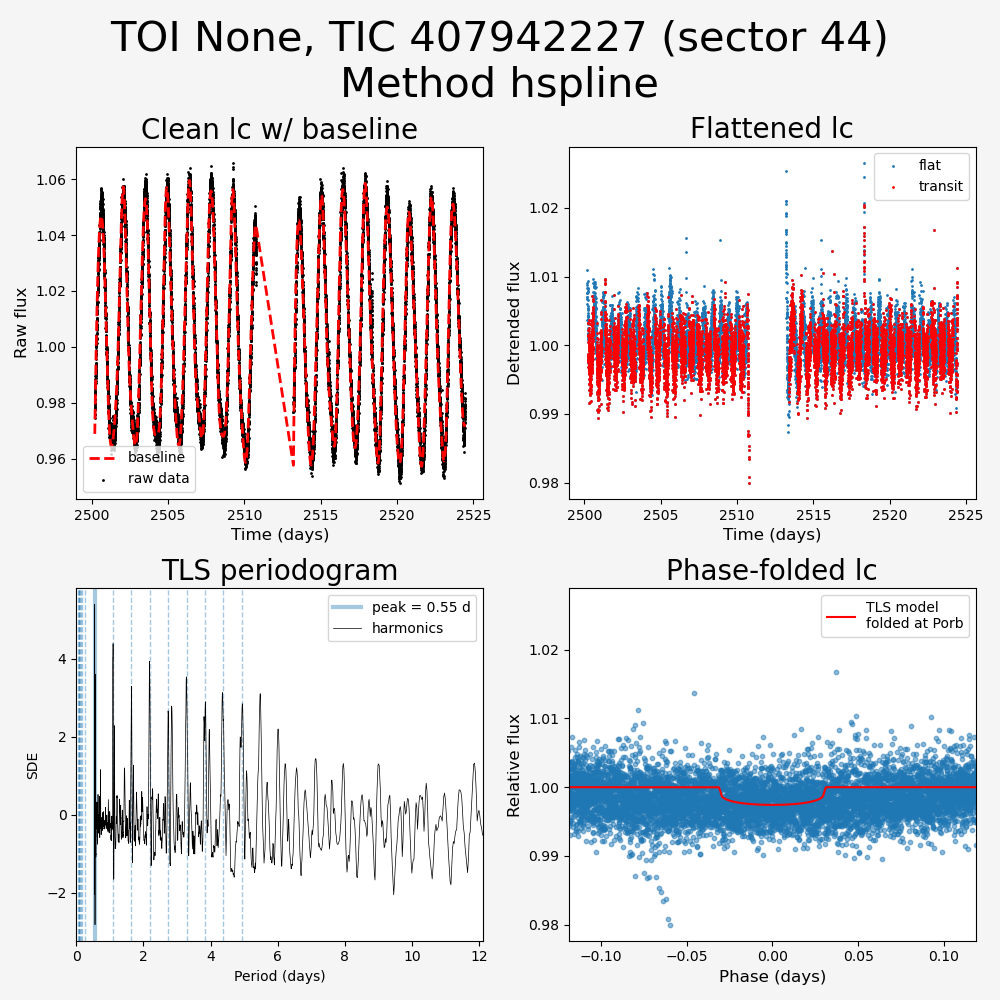 TOI None, TIC 407942227 (sector 44)
Method hspline
Clean lc w/ baseline
Raw flux
1.06
1.04
1.02
1.00
0.98
0.96
baseline
raw data
2500
2505
2510
2515
2520
2525
Time (days)
Flattened lc
Detrended flux
1.02
1.01
1.00
0.99
0.98
flat
transit
2500
2505
2510
2515
2520
2525
Time (days)
TLS periodogram
SDE
4
2
0
−2
peak = 0.55 d
harmonics
0
2
4
6
8
10
12
Period (days)
Phase-folded lc
Relative flux
1.02
1.01
1.00
0.99
0.98
TLS model
folded at Porb
−0.10
−0.05
0.00
0.05
0.10
Phase (days)